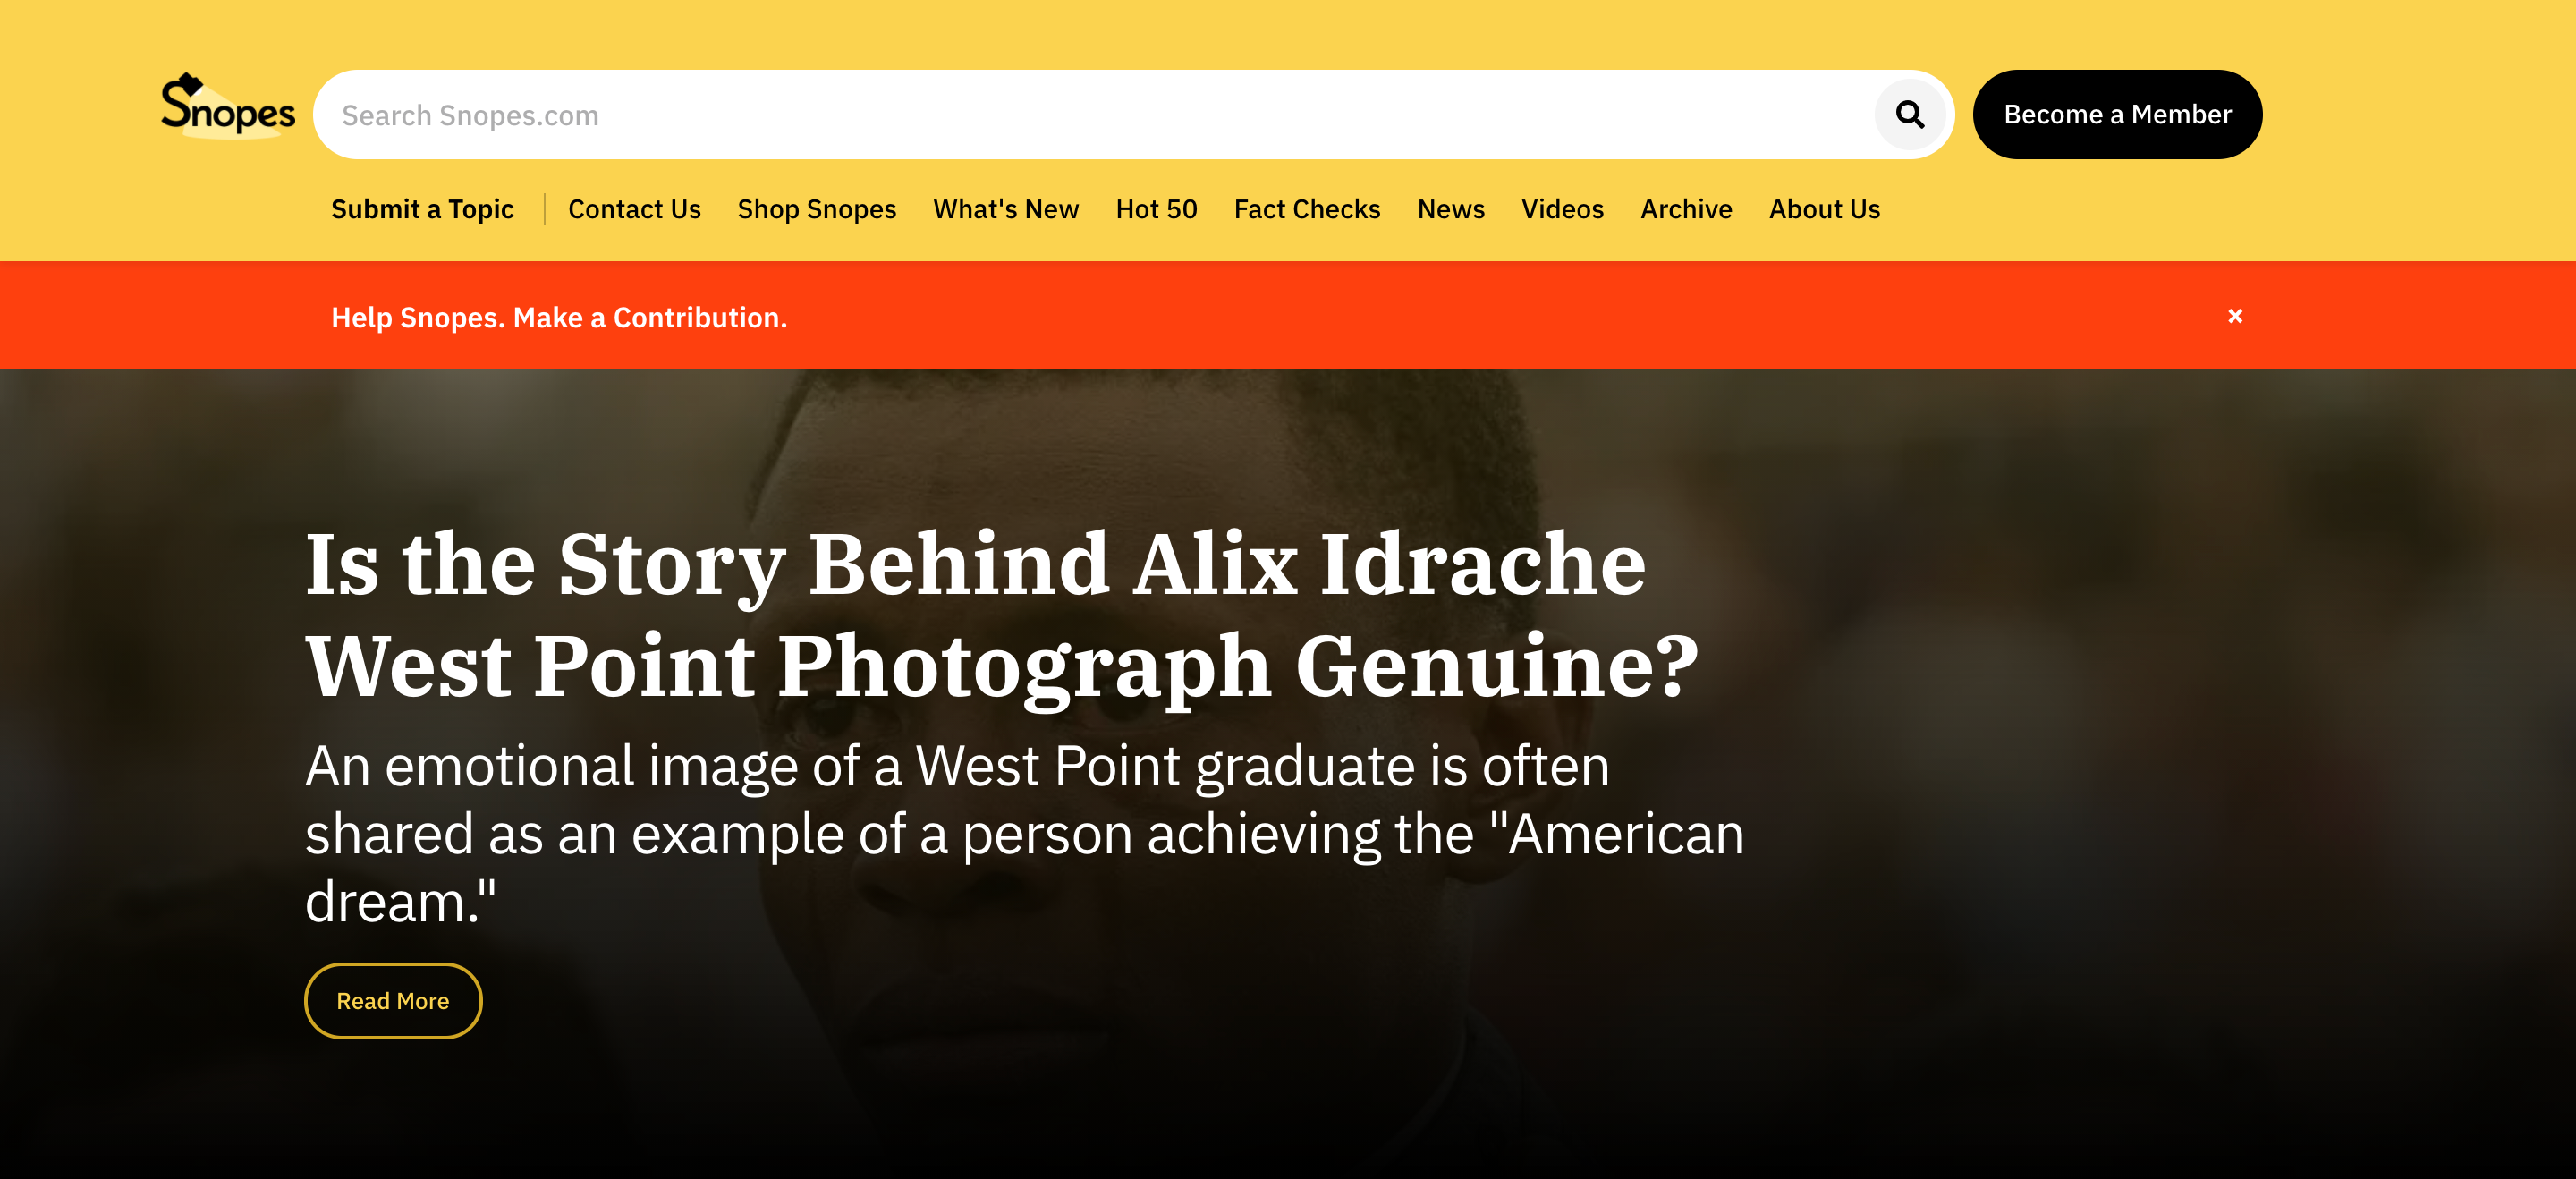 Snopes
Search Snopes.com
Become a Member
Submit a Topic
Contact Us
Shop Snopes
What's New
Hot 50
Fact Checks
News
Videos
Archive
About Us
Help Snopes. Make a Contribution.
×
Is the Story Behind Alix Idrache
West Point Photograph Genuine?
An emotional image of a West Point graduate is often
shared as an example of a person achieving the "American
dream."
Read More